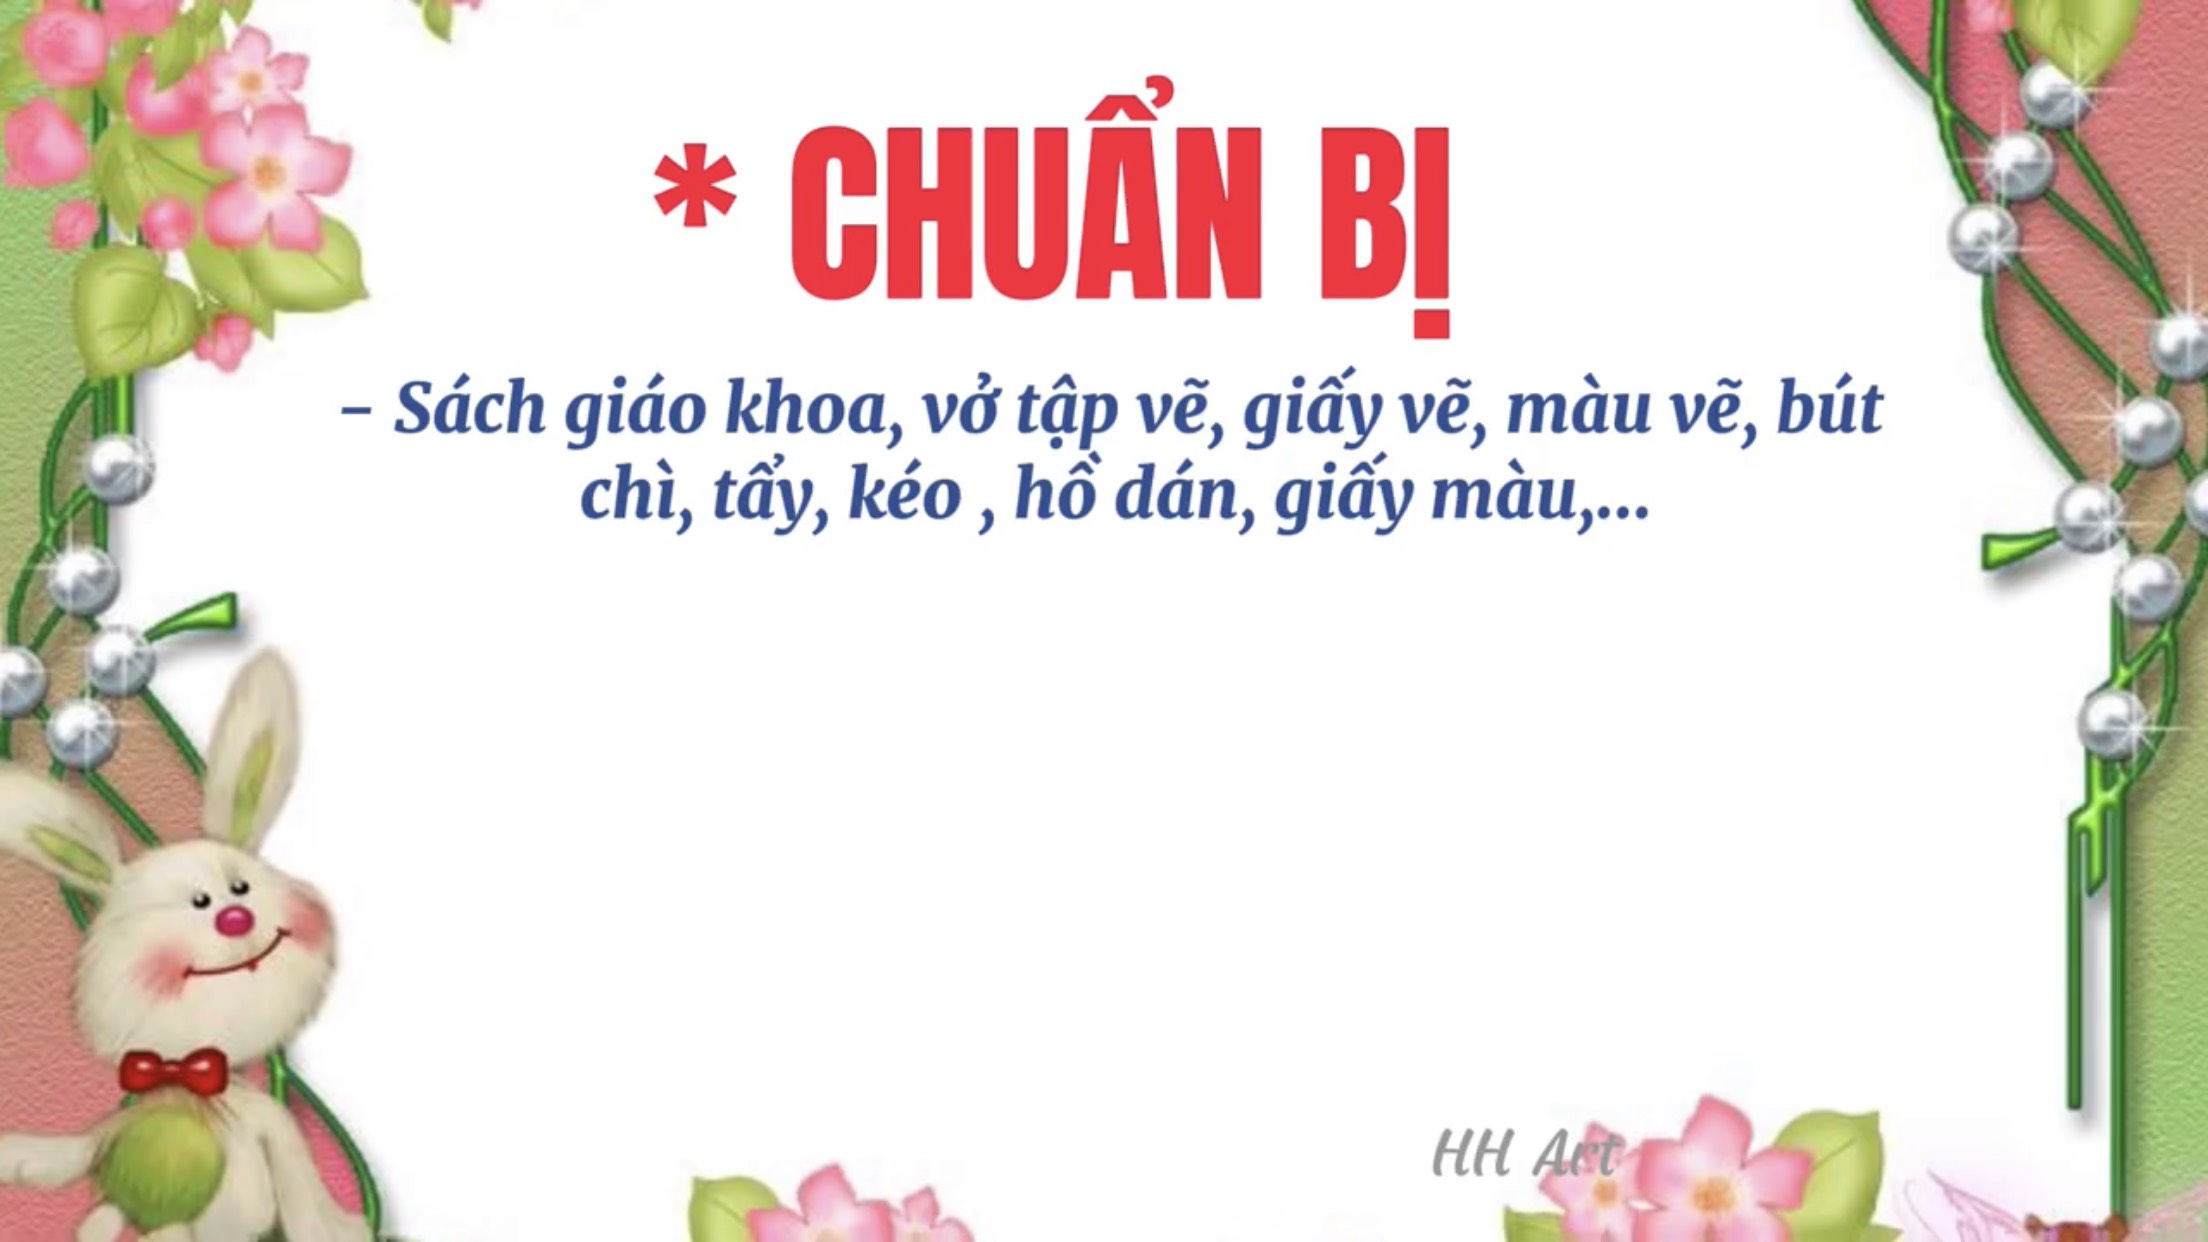 * CHUẨN BỊ
- Sách giáo khoa, vở tập vẽ, giấy vẽ, màu vẽ, bút
chì, tẩy, kéo , hồ dán, giấy màu,...
HH Art